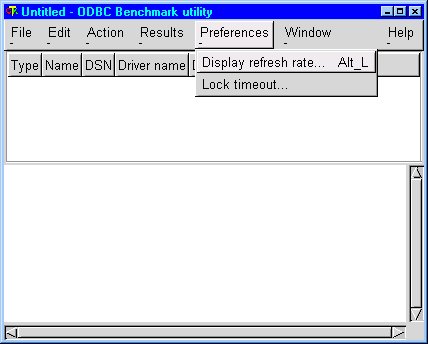 Untitled - ODBC Benchmark utility
File Edit Action Results Preferences Window Help
Type Name DSN Driver name D
Display refresh rate... Alt_L
Lock timeout...